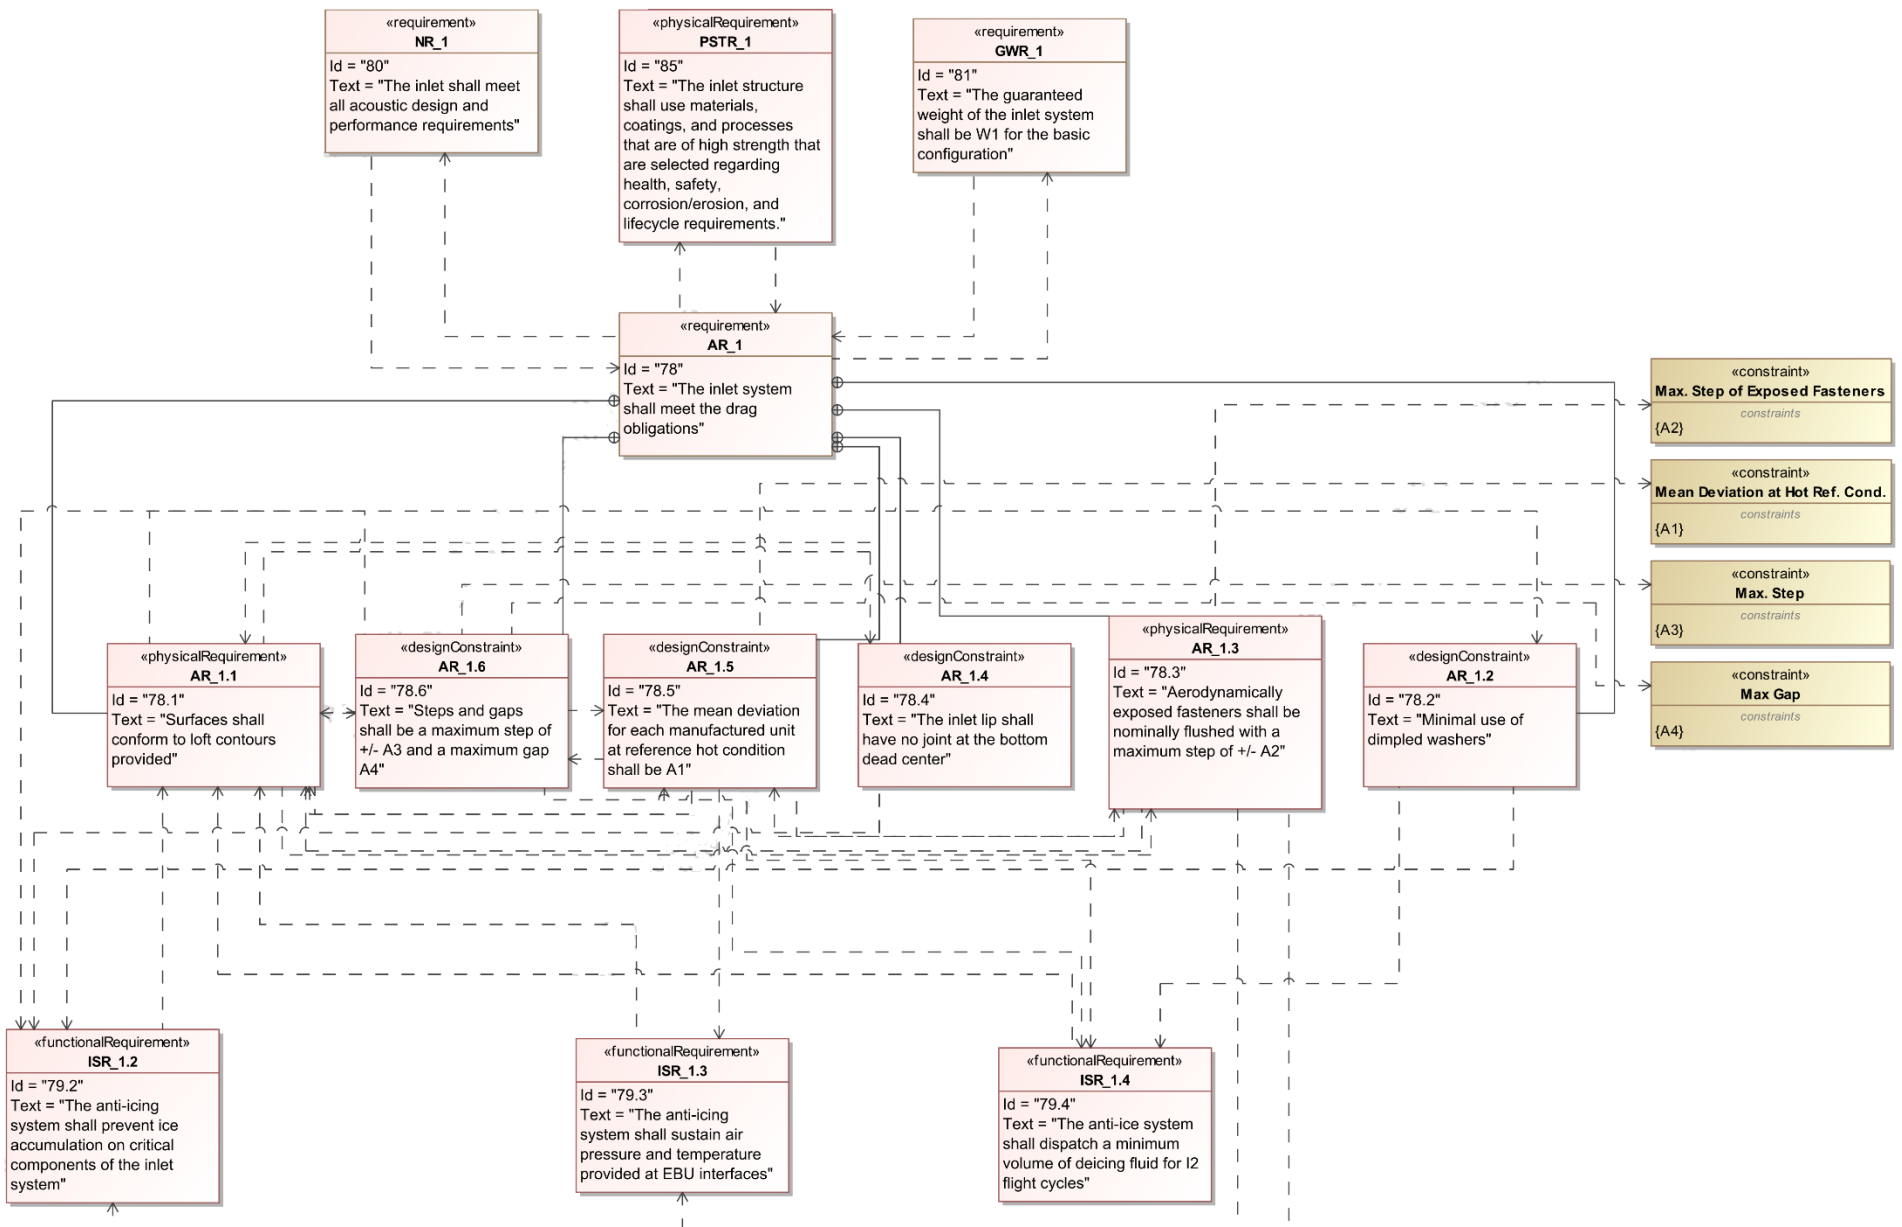 «requirement»
NR_1
Id = "80"
Text = "The inlet shall meet
all acoustic design and
performance requirements"
«physicalRequirement»
PSTR_1
Id = "85"
Text = "The inlet structure
shall use materials,
coatings, and processes
that are of high strength that
are selected regarding
health, safety,
corrosion/erosion, and
lifecycle requirements."
«requirement»
GWR_1
Id = "81"
Text = "The guaranteed
weight of the inlet system
shall be W1 for the basic
configuration"
«requirement»
AR_1
Id = "78"
Text = "The inlet system
shall meet the drag
obligations"
«constraint»
Max. Step of Exposed Fasteners
constraints
{A2}
«constraint»
Mean Deviation at Hot Ref. Cond.
constraints
{A1}
«constraint»
Max. Step
constraints
{A3}
«constraint»
Max Gap
constraints
{A4}
«physicalRequirement»
AR_1.1
Id = "78.1"
Text = "Surfaces shall
conform to loft contours
provided"
«designConstraint»
AR_1.6
Id = "78.6"
Text = "Steps and gaps
shall be a maximum step of
+/- A3 and a maximum gap
A4"
«designConstraint»
AR_1.5
Id = "78.5"
Text = "The mean deviation
for each manufactured unit
at reference hot condition
shall be A1"
«designConstraint»
AR_1.4
Id = "78.4"
Text = "The inlet lip shall
have no joint at the bottom
dead center"
«physicalRequirement»
AR_1.3
Id = "78.3"
Text = "Aerodynamically
exposed fasteners shall be
nominally flushed with a
maximum step of +/- A2"
«designConstraint»
AR_1.2
Id = "78.2"
Text = "Minimal use of
dimpled washers"
«functionalRequirement»
ISR_1.2
Id = "79.2"
Text = "The anti-icing
system shall prevent ice
accumulation on critical
components of the inlet
system"
«functionalRequirement»
ISR_1.3
Id = "79.3"
Text = "The anti-icing
system shall sustain air
pressure and temperature
provided at EBU interfaces"
«functionalRequirement»
ISR_1.4
Id = "79.4"
Text = "The anti-ice system
shall dispatch a minimum
volume of deicing fluid for I2
flight cycles"